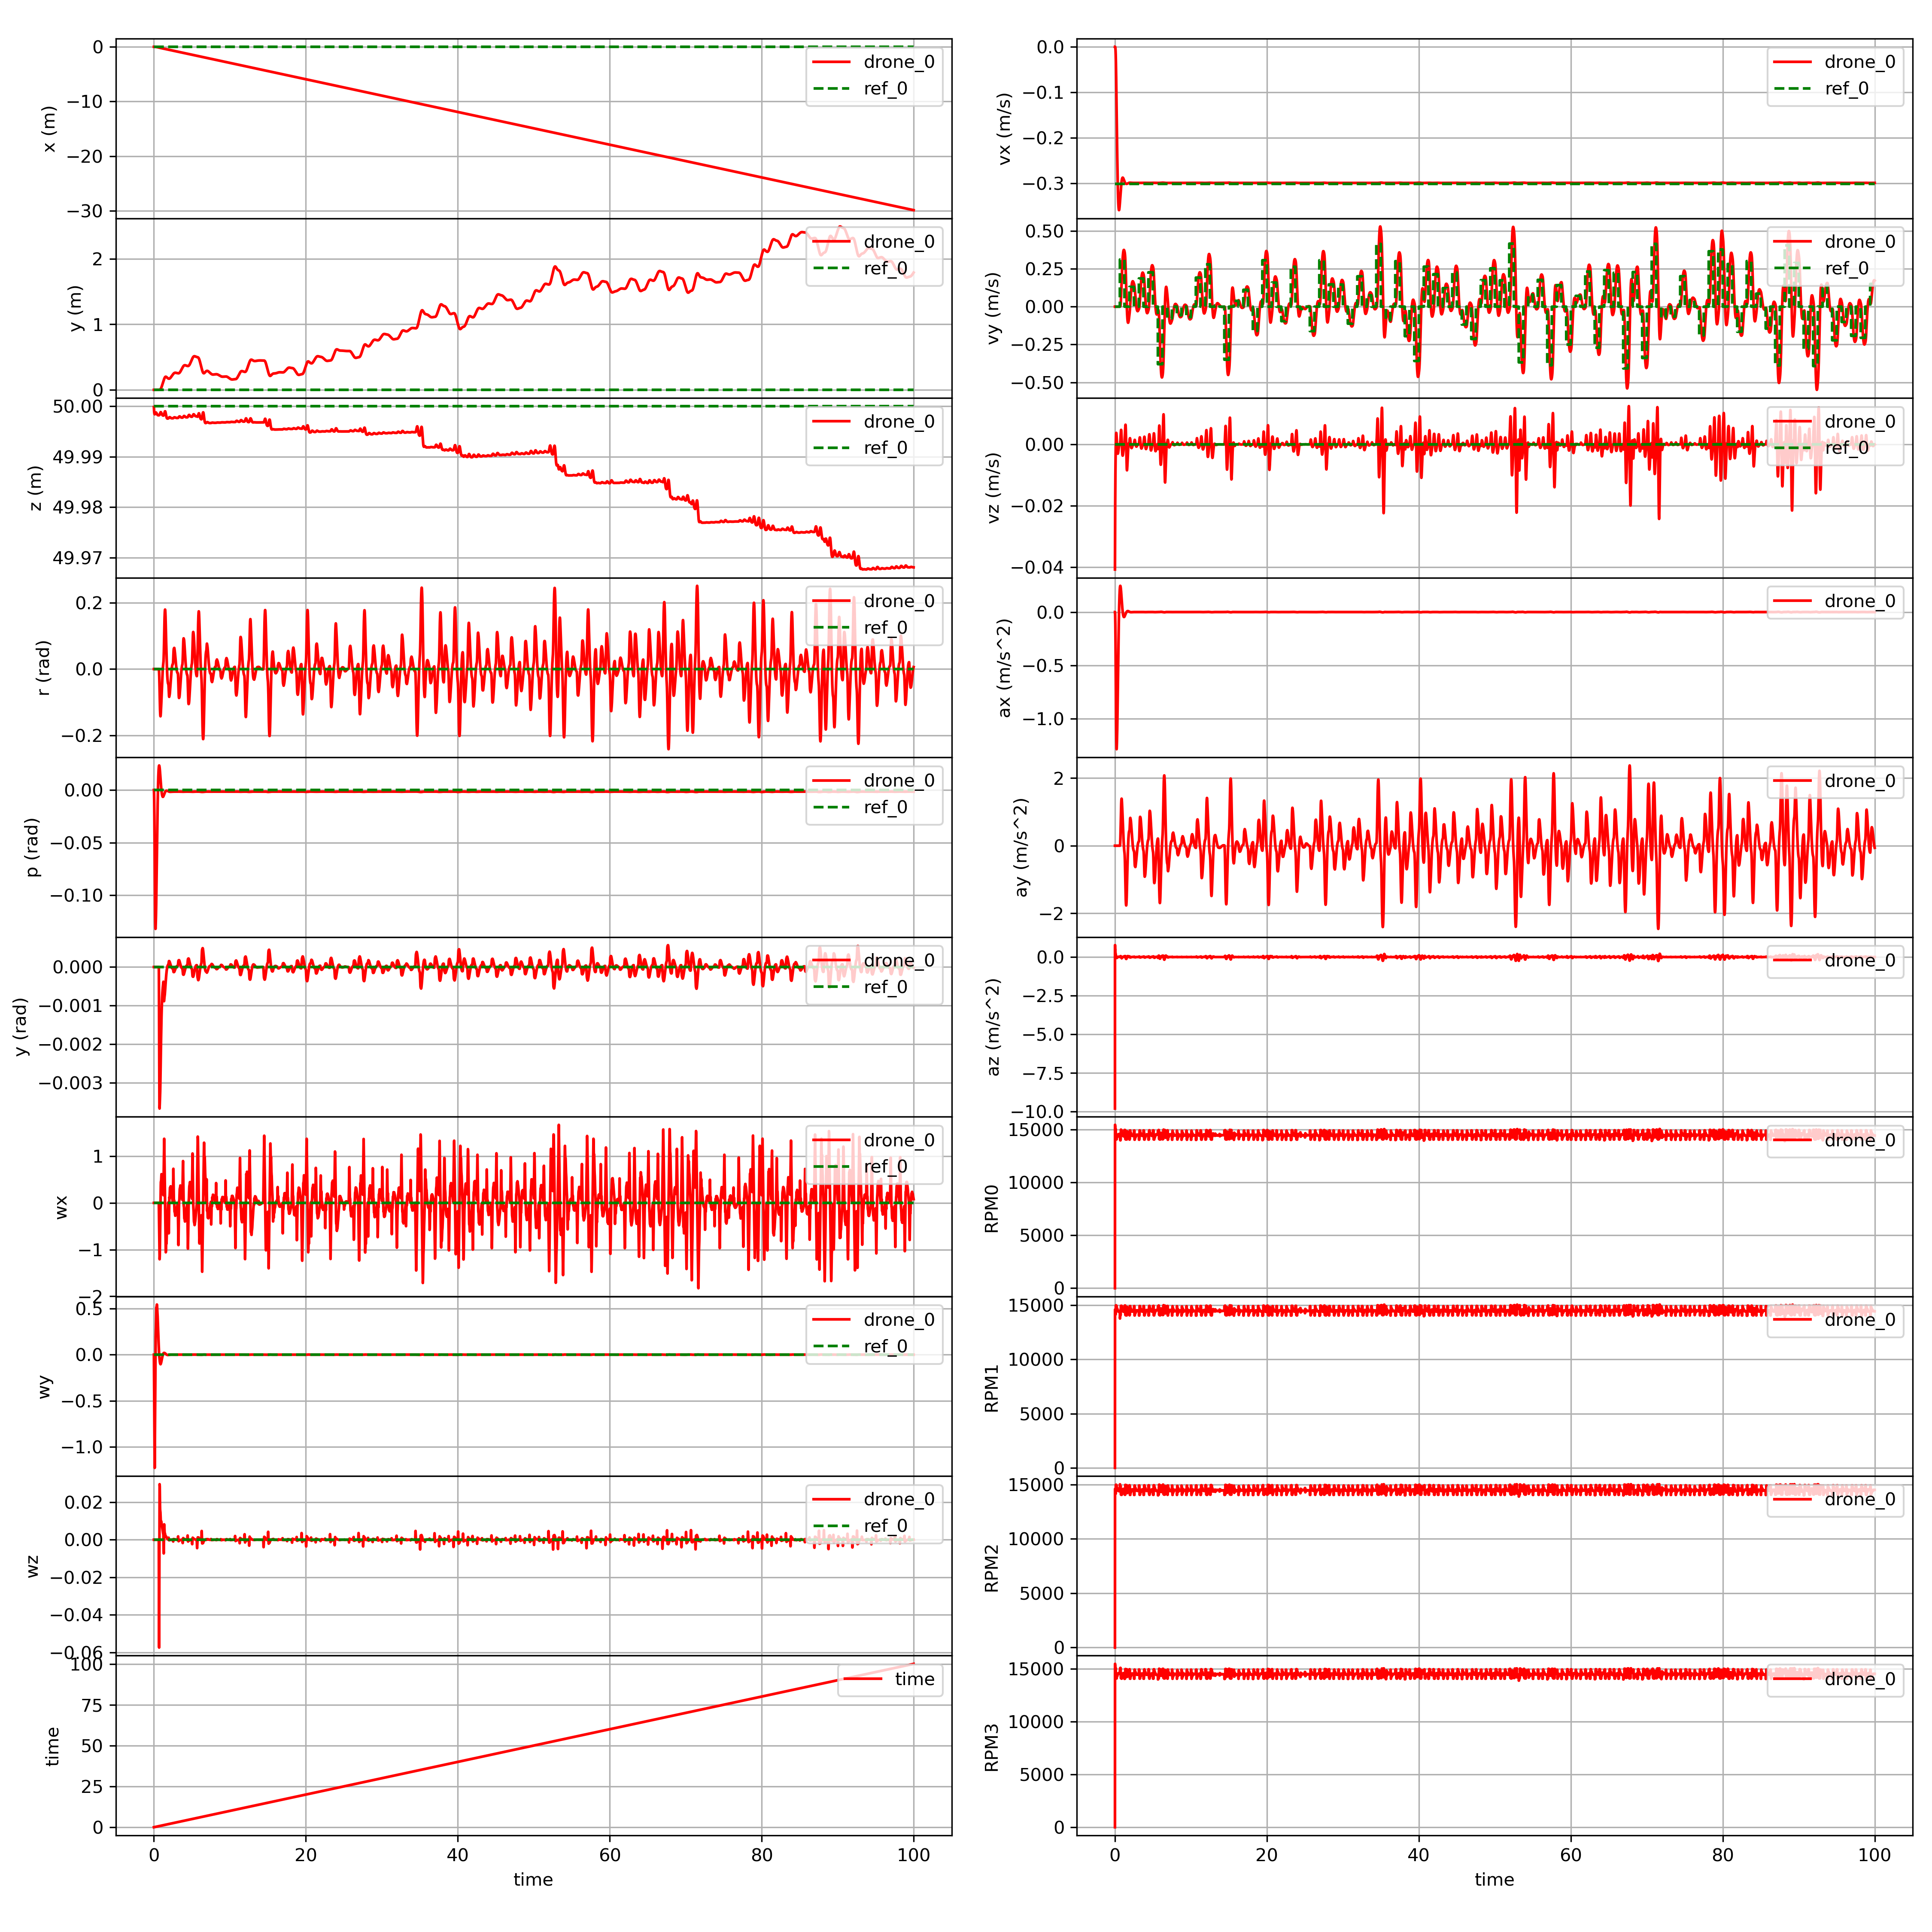 x (m)
0
−10
−20
−30
drone_0
ref_0
y (m)
2
1
0
drone_0
ref_0
z (m)
50.00
49.99
49.98
49.97
drone_0
ref_0
r (rad)
0.2
0.0
−0.2
drone_0
ref_0
p (rad)
0.00
−0.05
−0.10
drone_0
ref_0
y (rad)
0.000
−0.001
−0.002
−0.003
drone_0
ref_0
wx
1
0
−1
−2
drone_0
ref_0
wy
0.5
0.0
−0.5
−1.0
drone_0
ref_0
wz
0.02
0.00
−0.02
−0.04
−0.06
drone_0
ref_0
time
100
75
50
25
0
time
0 20 40 60 80 100
time
vx (m/s)
0.0
−0.1
−0.2
−0.3
drone_0
ref_0
vy (m/s)
0.50
0.25
0.00
−0.25
−0.50
drone_0
ref_0
vz (m/s)
0.00
−0.02
−0.04
drone_0
ref_0
ax (m/s^2)
0.0
−0.5
−1.0
drone_0
ay (m/s^2)
2
0
−2
drone_0
az (m/s^2)
0.0
−2.5
−5.0
−7.5
−10.0
drone_0
RPM0
15000
10000
5000
0
drone_0
RPM1
15000
10000
5000
0
drone_0
RPM2
15000
10000
5000
0
drone_0
RPM3
15000
10000
5000
0
drone_0
0 20 40 60 80 100
time